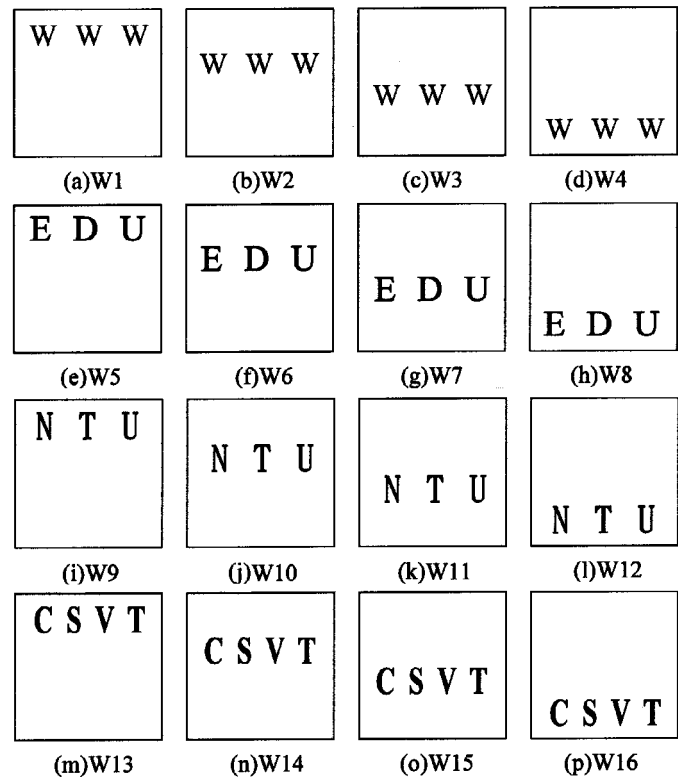 W W W
W W W
W W W
W W W
(a)W1 (b)W2 (c)W3 (d)W4
E D U
E D U
E D U
E D U
(e)W5 (f)W6 (g)W7 (h)W8
N T U
N T U
N T U
N T U
(i)W9 (j)W10 (k)W11 (l)W12
C S V T
C S V T
C S V T
C S V T
(m)W13 (n)W14 (o)W15 (p)W16